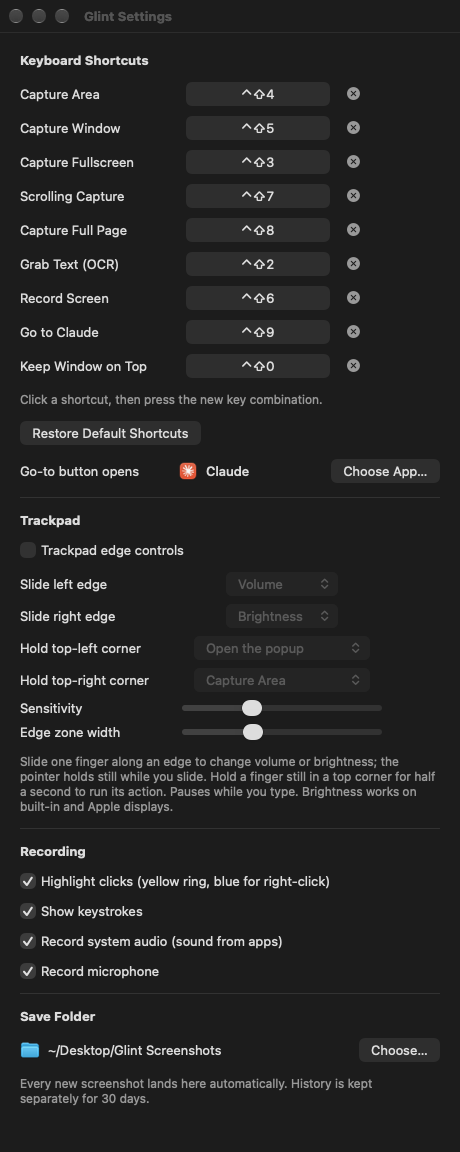 Glint Settings
Keyboard Shortcuts
Capture Area ^⇧4
Capture Window ^⇧5
Capture Fullscreen ^⇧3
Scrolling Capture ^⇧7
Capture Full Page ^⇧8
Grab Text (OCR) ^⇧2
Record Screen ^⇧6
Go to Claude ^⇧9
Keep Window on Top ^⇧0
Click a shortcut, then press the new key combination.
Restore Default Shortcuts
Go-to button opens Claude Choose App...
Trackpad
Trackpad edge controls
Slide left edge Volume
Slide right edge Brightness
Hold top-left corner Open the popup
Hold top-right corner Capture Area
Sensitivity
Edge zone width
Slide one finger along an edge to change volume or brightness; the
pointer holds still while you slide. Hold a finger still in a top corner for half
a second to run its action. Pauses while you type. Brightness works on
built-in and Apple displays.
Recording
Highlight clicks (yellow ring, blue for right-click)
Show keystrokes
Record system audio (sound from apps)
Record microphone
Save Folder
~/Desktop/Glint Screenshots Choose...
Every new screenshot lands here automatically. History is kept
separately for 30 days.